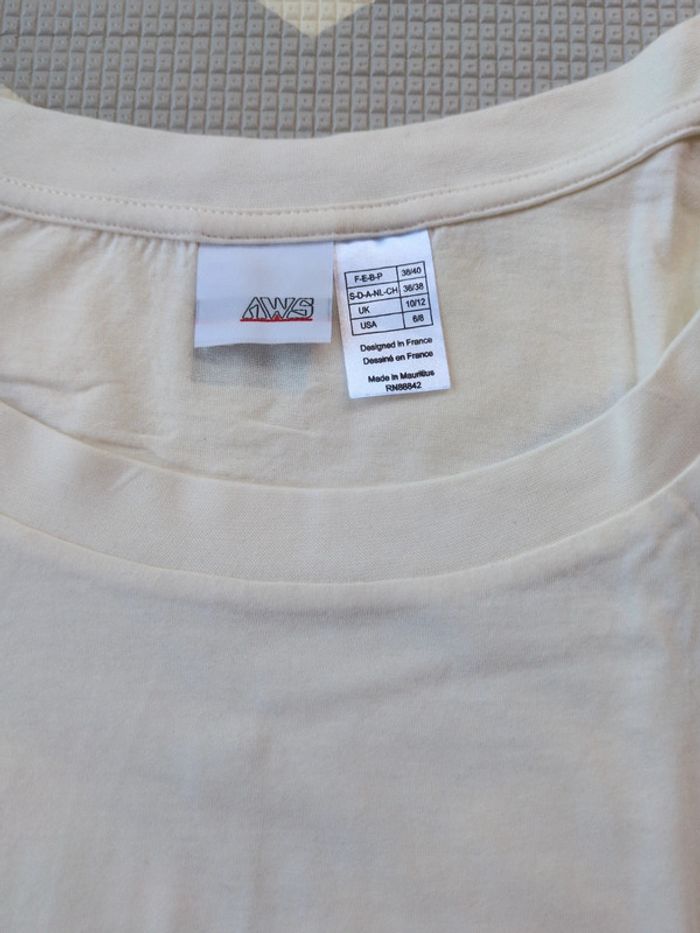 AWS
F-E-B-P 38/40
S-D-A-NL-CH 36/38
UK 10/12
USA 6/8
Designed in France
Dessiné en France
Made in Mauritius
RN88842